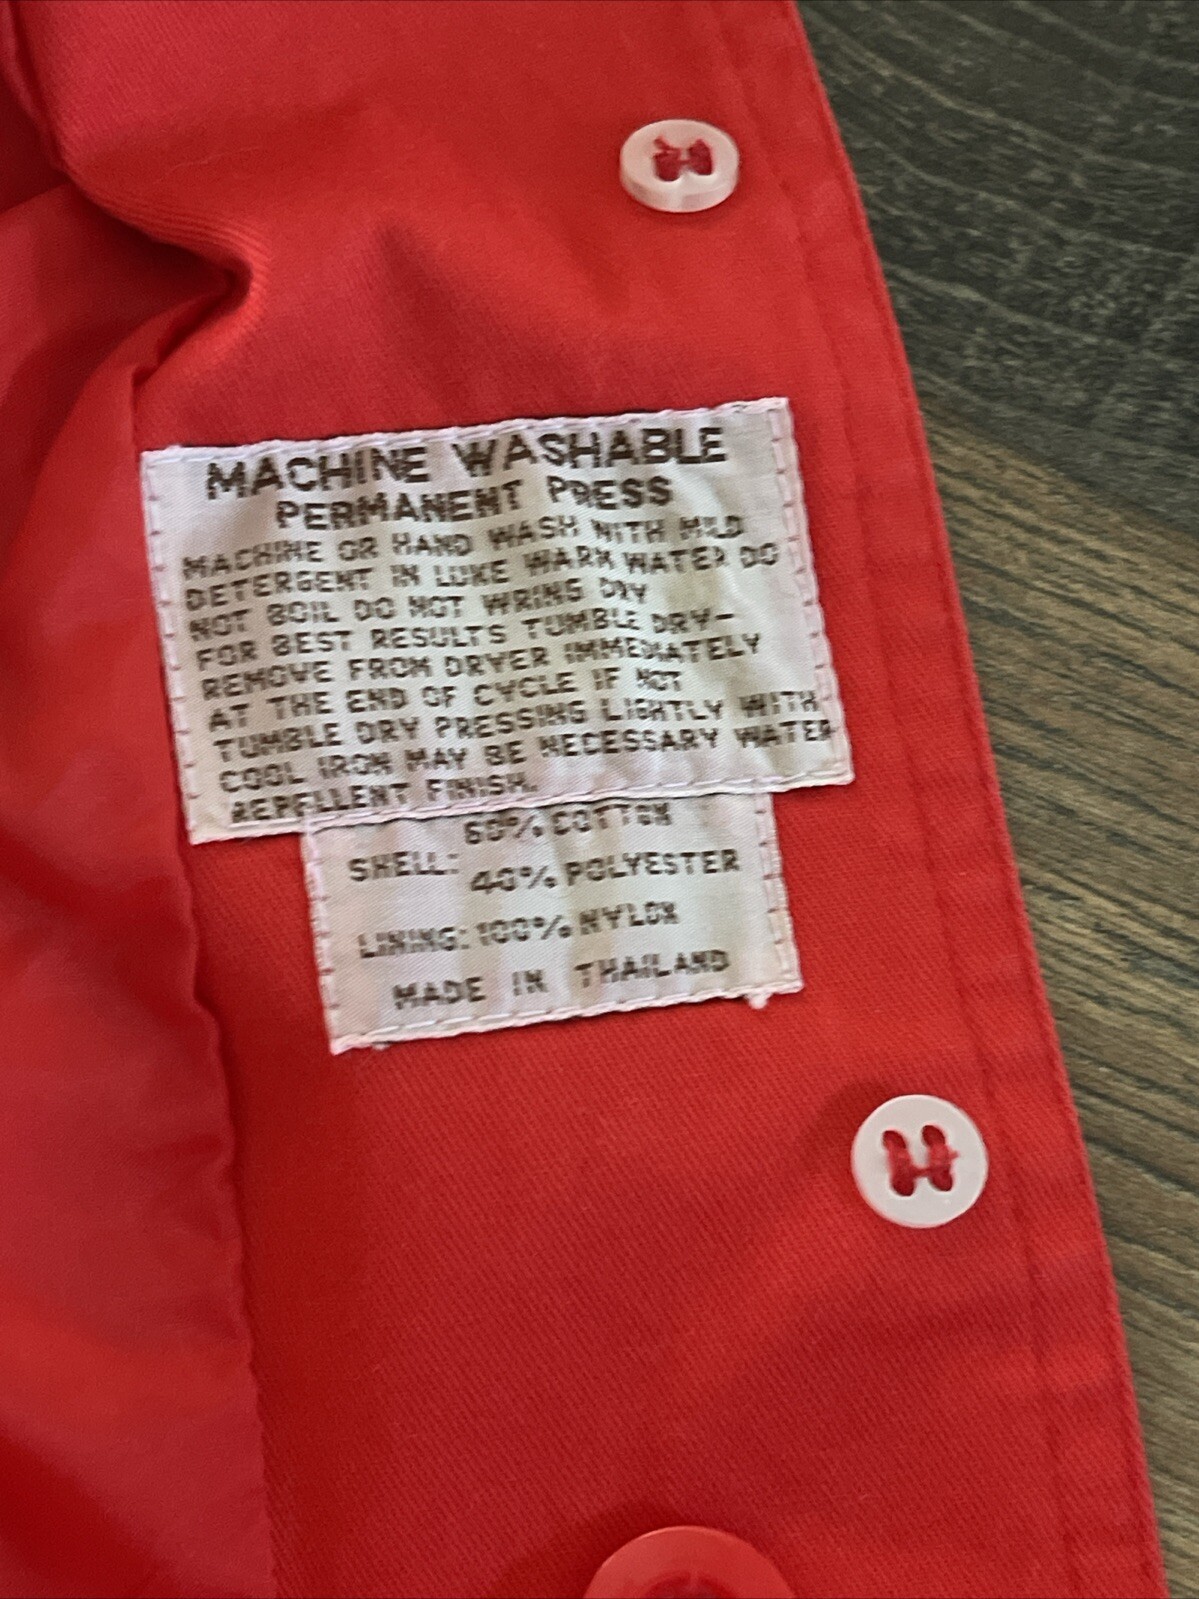 MACHINE WASHABLE
PERMANENT PRESS
MACHINE OR HAND WASH WITH MILD
DETERGENT IN LUKE WARM WATER DO
NOT BOIL DO NOT WRING DRY
FOR BEST RESULTS TUMBLE DRY-
REMOVE FROM DRYER IMMEDIATELY
AT THE END OF CYCLE IF NOT
TUMBLE DRY PRESSING LIGHTLY WITH
COOL IRON MAY BE NECESSARY WATER
REPELLENT FINISH.
60% COTTON
SHELL: 40% POLYESTER
LINING: 100% NYLON
MADE IN THAILAND